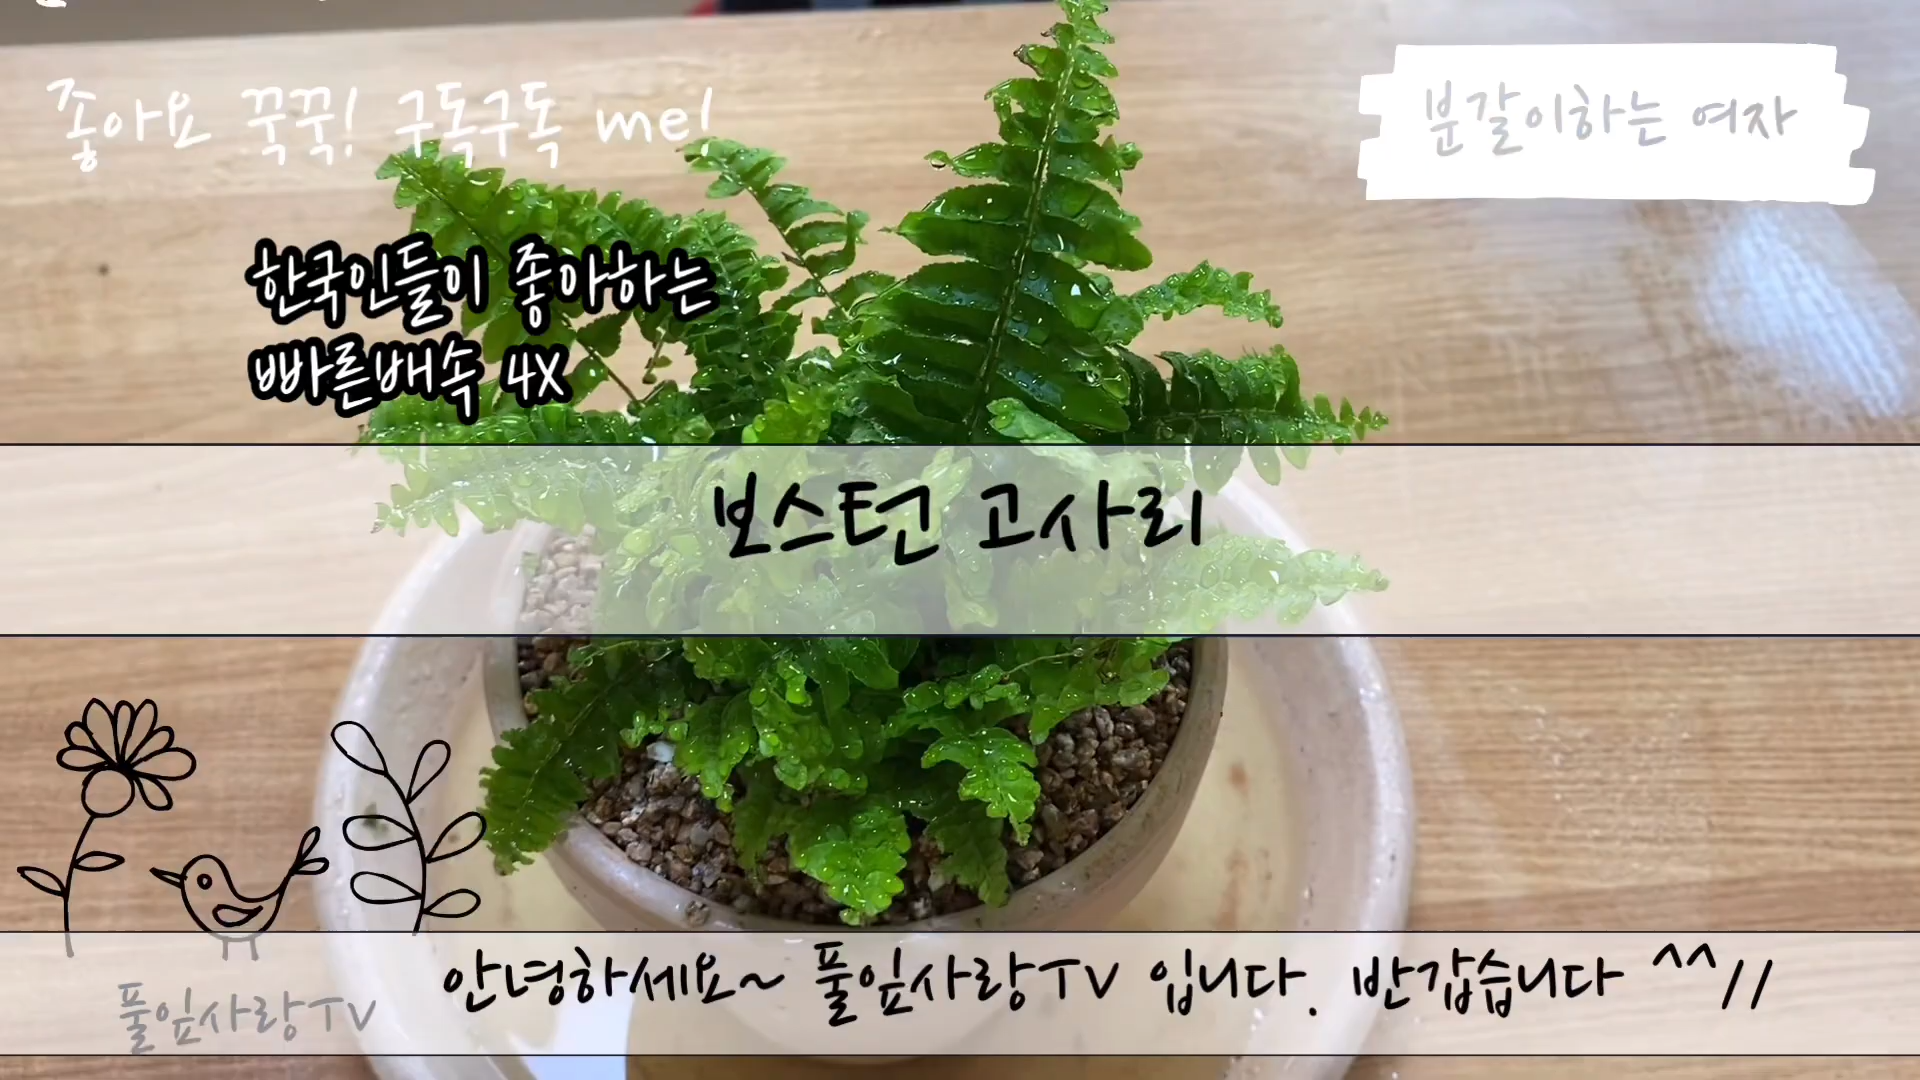 좋아요 꾹꾹! 구독구독 me!
분갈이하는 여자
한국인들이 좋아하는
빠른배속 4X
보스턴 고사리
안녕하세요~ 풀잎사랑TV 입니다. 반갑습니다 ^^//
풀잎사랑TV